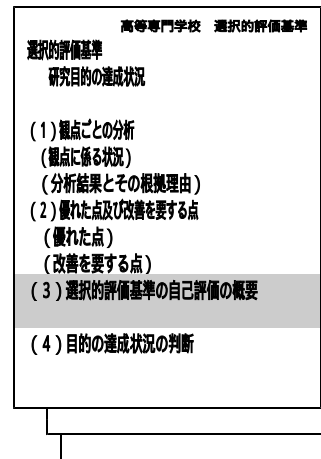 高等専門学校　選択的評価基準
選択的評価基準
研究目的の達成状況
(1)観点ごとの分析
(観点に係る状況)
(分析結果とその根拠理由)
(2)優れた点及び改善を要する点
(優れた点)
(改善を要する点)
(3)選択的評価基準の自己評価の概要
(4)目的の達成状況の判断